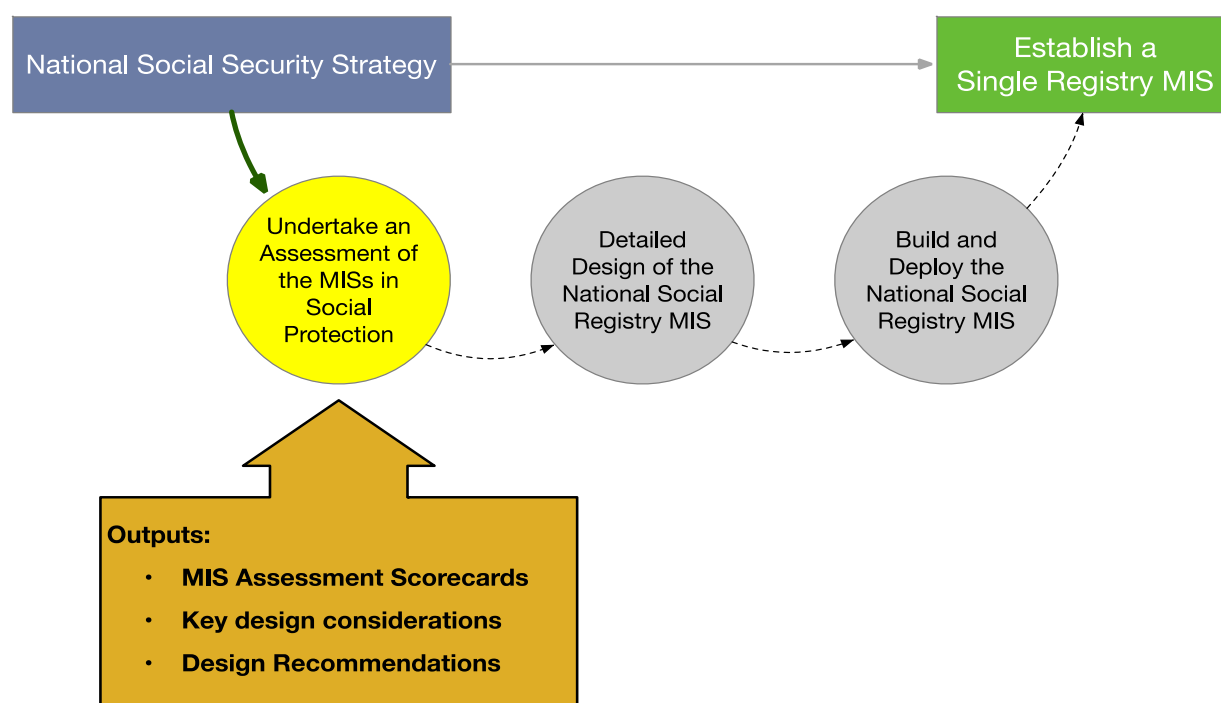 National Social Security Strategy
Establish a
Single Registry MIS
Undertake an
Assessment of
the MISs in
Social
Protection
Detailed
Design of the
National Social
Registry MIS
Build and
Deploy the
National Social
Registry MIS
Outputs:
• MIS Assessment Scorecards
• Key design considerations
• Design Recommendations